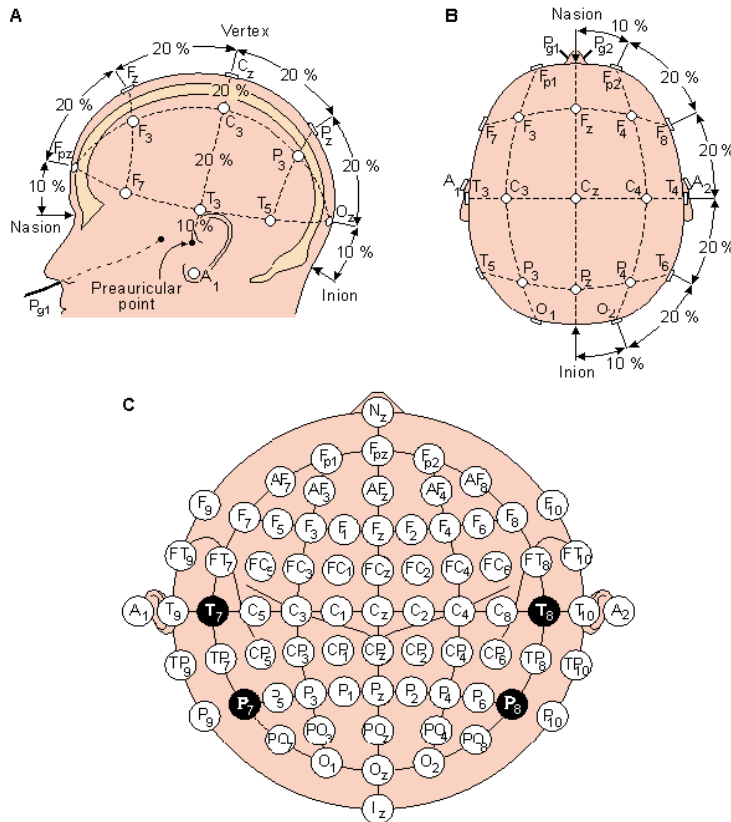 A
Vertex
20 %
20 %
Fz
Cz
20 %
20 %
20 %
F3
C3
Pz
Fpz
20 %
P3
10 %
F7
T3
T5
Oz
Nasion
10 %
10 %
Preauricular
point
A1
Inion
Pg1
B
Nasion
10 %
Pg1
Pg2
Fp1
Fp2
20 %
F7
F3
Fz
F4
F8
20 %
A1
T3
C3
Cz
C4
T4
A2
20 %
T5
P3
Pz
P4
T6
20 %
O1
O2
10 %
Inion
C
Nz
Fp1
Fpz
Fp2
AF7
AF3
AFz
AF4
AF8
F9
F7
F5
F3
F1
Fz
F2
F4
F6
F8
F10
FT9
FT7
FC5
FC3
FC1
FCz
FC2
FC4
FC6
FT8
FT10
A1
T9
T7
C5
C3
C1
Cz
C2
C4
C8
T8
T10
A2
TP9
TP7
CP5
CP3
CP1
CPz
CP2
CP4
CP6
TP8
TP10
P9
P7
P5
P3
P1
Pz
P2
P4
P6
P8
P10
PO7
PO3
POz
PO4
PO8
O1
Oz
O2
Iz